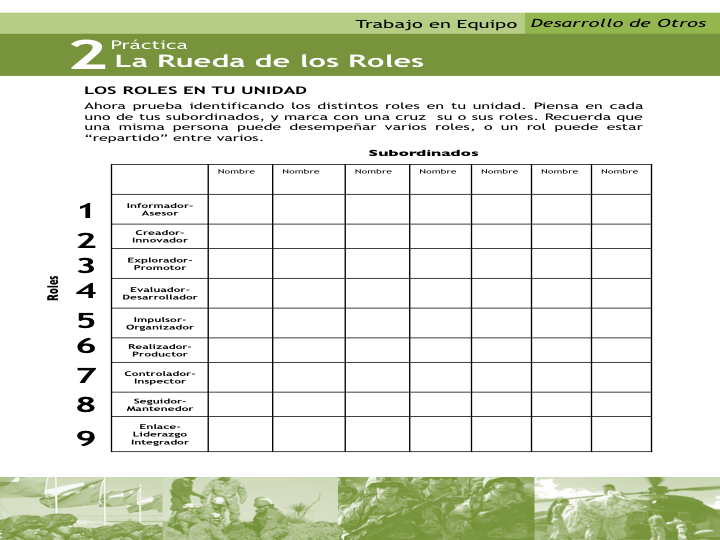 Trabajo en Equipo Desarrollo de Otros
2 Práctica
La Rueda de los Roles
LOS ROLES EN TU UNIDAD
Ahora prueba identificando los distintos roles en tu unidad. Piensa en cada
uno de tus subordinados, y marca con una cruz su o sus roles. Recuerda que
una misma persona puede desempeñar varios roles, o un rol puede estar
“repartido” entre varios.
Subordinados
Nombre Nombre Nombre Nombre Nombre Nombre Nombre
Roles
1 Informador-
Asesor
2 Creador-
Innovador
3 Explorador-
Promotor
4 Evaluador-
Desarrollador
5 Impulsor-
Organizador
6 Realizador-
Productor
7 Controlador-
Inspector
8 Seguidor-
Mantenedor
9 Enlace-
Liderazgo
Integrador